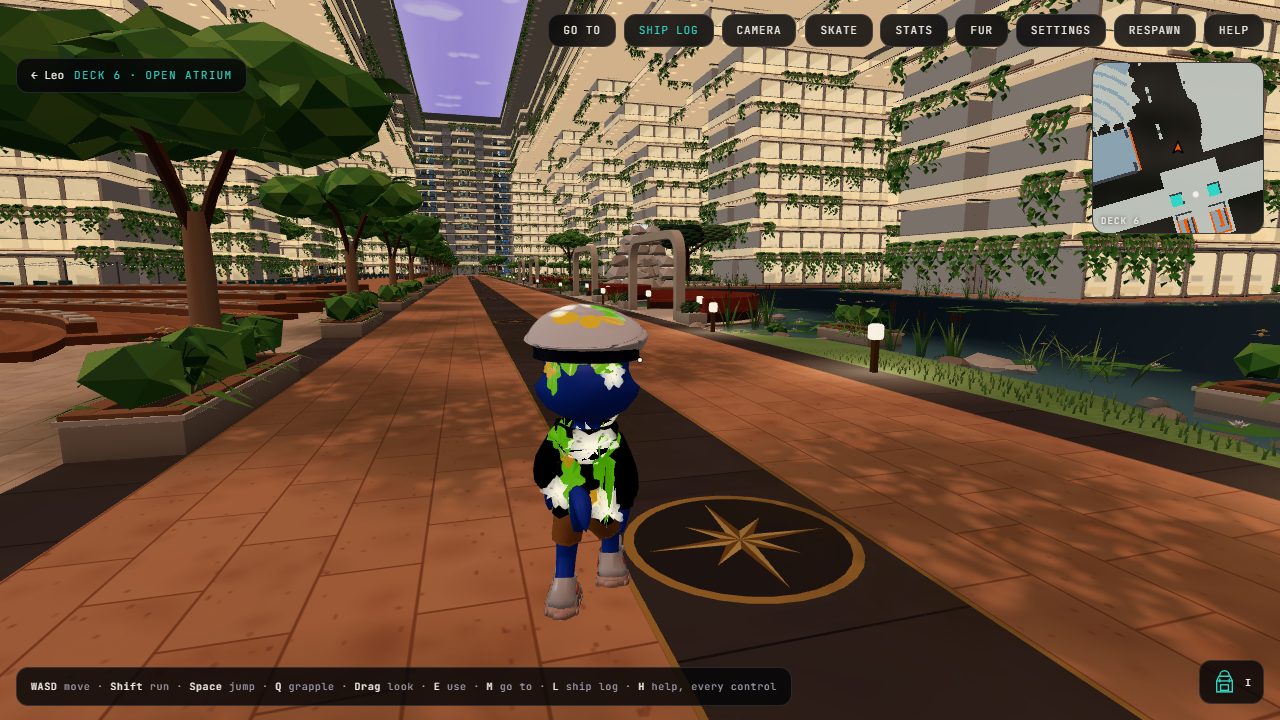 GO TO
SHIP LOG
CAMERA
SKATE
STATS
FUR
SETTINGS
RESPAWN
HELP
← Leo DECK 6 · OPEN ATRIUM
DECK 6
WASD move · Shift run · Space jump · Q grapple · Drag look · E use · M go to · L ship log · H help, every control
I